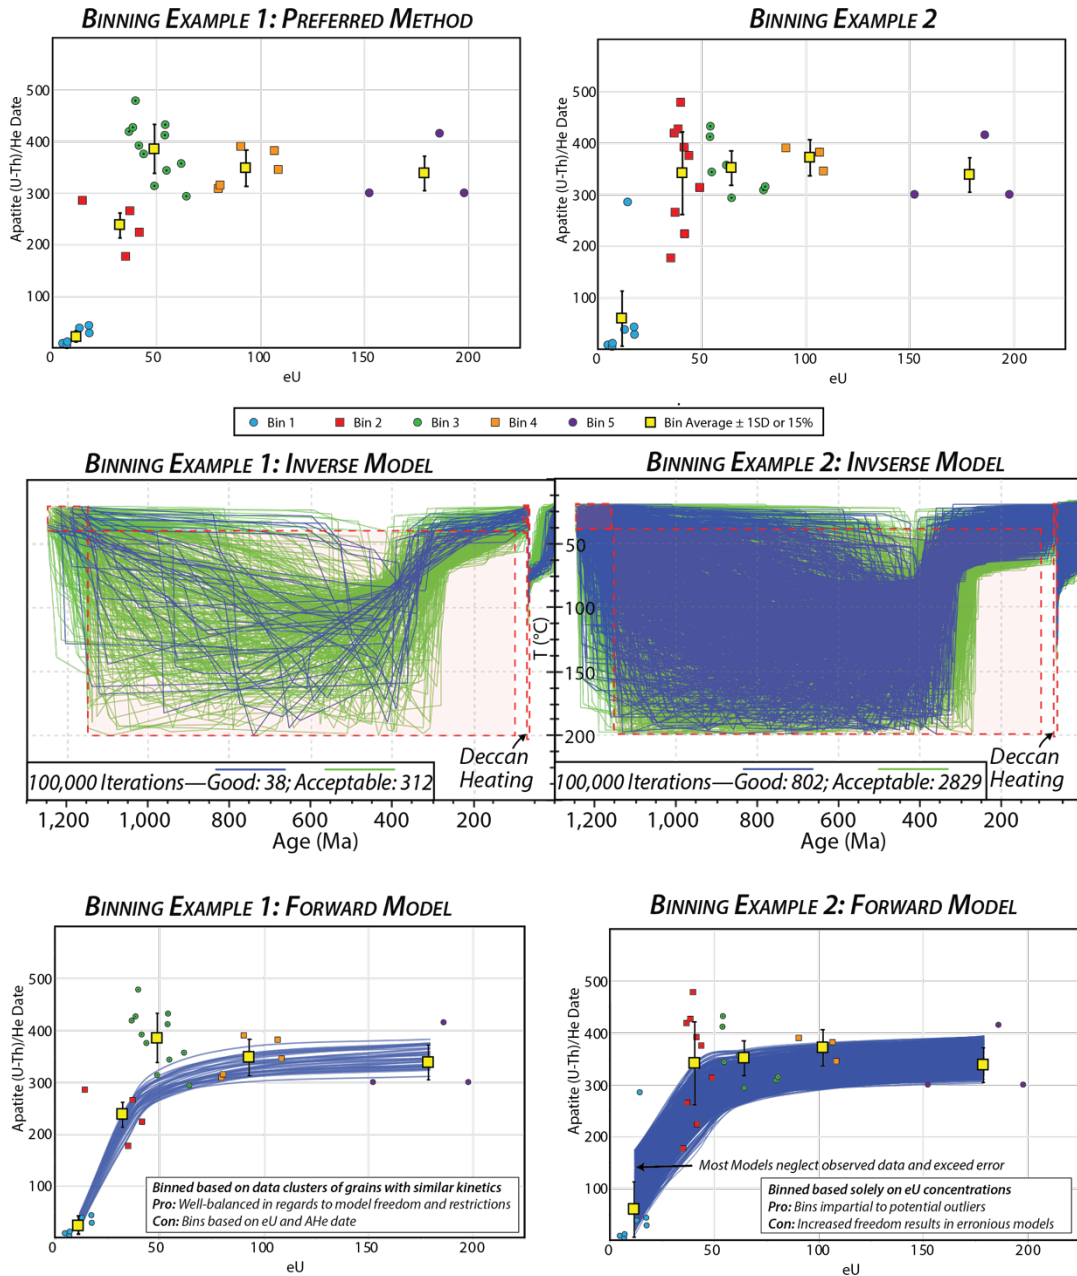 BINNING EXAMPLE 1: PREFERRED METHOD
Apatite (U-Th)/He Date
500
400
300
200
100
0
50
100
150
200
eU
BINNING EXAMPLE 2
Apatite (U-Th)/He Date
500
400
300
200
100
0
50
100
150
200
eU
Bin 1 Bin 2 Bin 3 Bin 4 Bin 5 Bin Average ± 1SD or 15%
BINNING EXAMPLE 1: INVERSE MODEL
BINNING EXAMPLE 2: INVSERSE MODEL
50
100
T (°C)
150
200
Deccan
Heating
100,000 Iterations—Good: 38; Acceptable: 312
1,200 1,000 800 600 400 200
Age (Ma)
Deccan
Heating
100,000 Iterations—Good: 802; Acceptable: 2829
1,200 1,000 800 600 400 200
Age (Ma)
BINNING EXAMPLE 1: FORWARD MODEL
Apatite (U-Th)/He Date
500
400
300
200
100
Binned based on data clusters of grains with similar kinetics
Pro: Well-balanced in regards to model freedom and restrictions
Con: Bins based on eU and AHe date
0
50
100
150
200
eU
BINNING EXAMPLE 2: FORWARD MODEL
Apatite (U-Th)/He Date
500
400
300
200
100
Most Models neglect observed data and exceed error
Binned based solely on eU concentrations
Pro: Bins impartial to potential outliers
Con: Increased freedom results in erronious models
0
50
100
150
200
eU